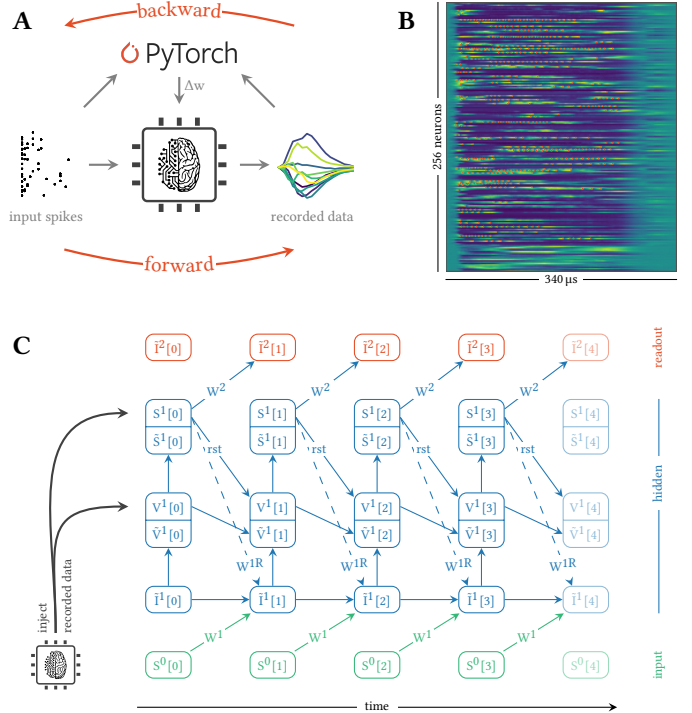 A
backward
PyTorch
Δw
input spikes
recorded data
forward
B
256 neurons
340 µs
C
Ĩ²[0] Ĩ²[1] Ĩ²[2] Ĩ²[3] Ĩ²[4]
readout
W² W² W² W²
S¹[0] S¹[1] S¹[2] S¹[3] S¹[4]
S̃¹[0] S̃¹[1] S̃¹[2] S̃¹[3] S̃¹[4]
rst rst rst rst
hidden
V¹[0] V¹[1] V¹[2] V¹[3] V¹[4]
Ṽ¹[0] Ṽ¹[1] Ṽ¹[2] Ṽ¹[3] Ṽ¹[4]
W¹ᴿ W¹ᴿ W¹ᴿ W¹ᴿ
Ĩ¹[0] Ĩ¹[1] Ĩ¹[2] Ĩ¹[3] Ĩ¹[4]
inject
recorded data
W¹ W¹ W¹ W¹
S⁰[0] S⁰[1] S⁰[2] S⁰[3] S⁰[4]
input
time